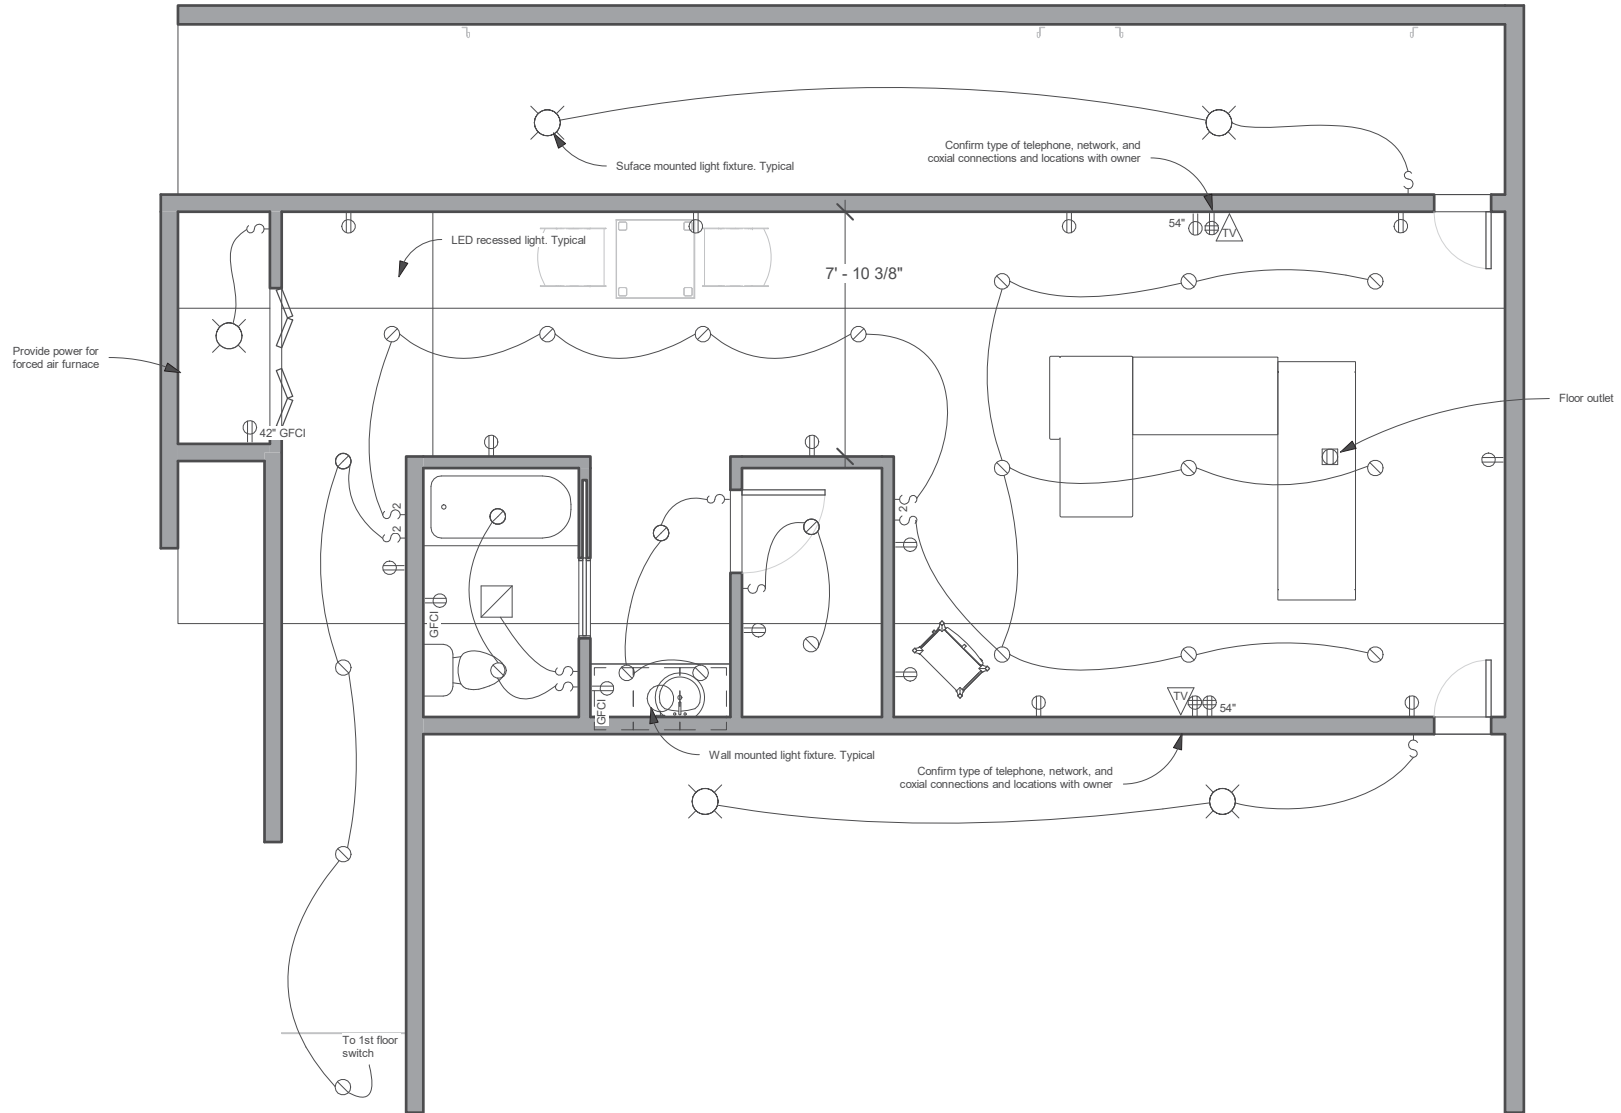 Suface mounted light fixture. Typical
Confirm type of telephone, network, and
coxial connections and locations with owner
54"
TV
LED recessed light. Typical
7' - 10 3/8"
Provide power for
forced air furnace
Floor outlet
42" GFCI
2
2
2
GFCI
GFCI
TV
54"
Wall mounted light fixture. Typical
Confirm type of telephone, network, and
coxial connections and locations with owner
To 1st floor
switch